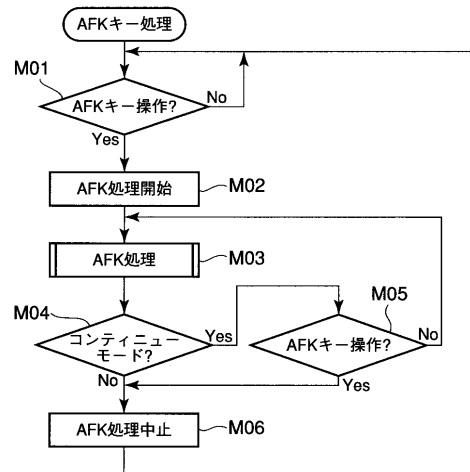 AFKキー処理
M01
AFKキー操作?
No
Yes
AFK処理開始
M02
AFK処理
M03
M04
コンティニュー
モード?
Yes
No
M05
AFKキー操作?
No
Yes
AFK処理中止
M06